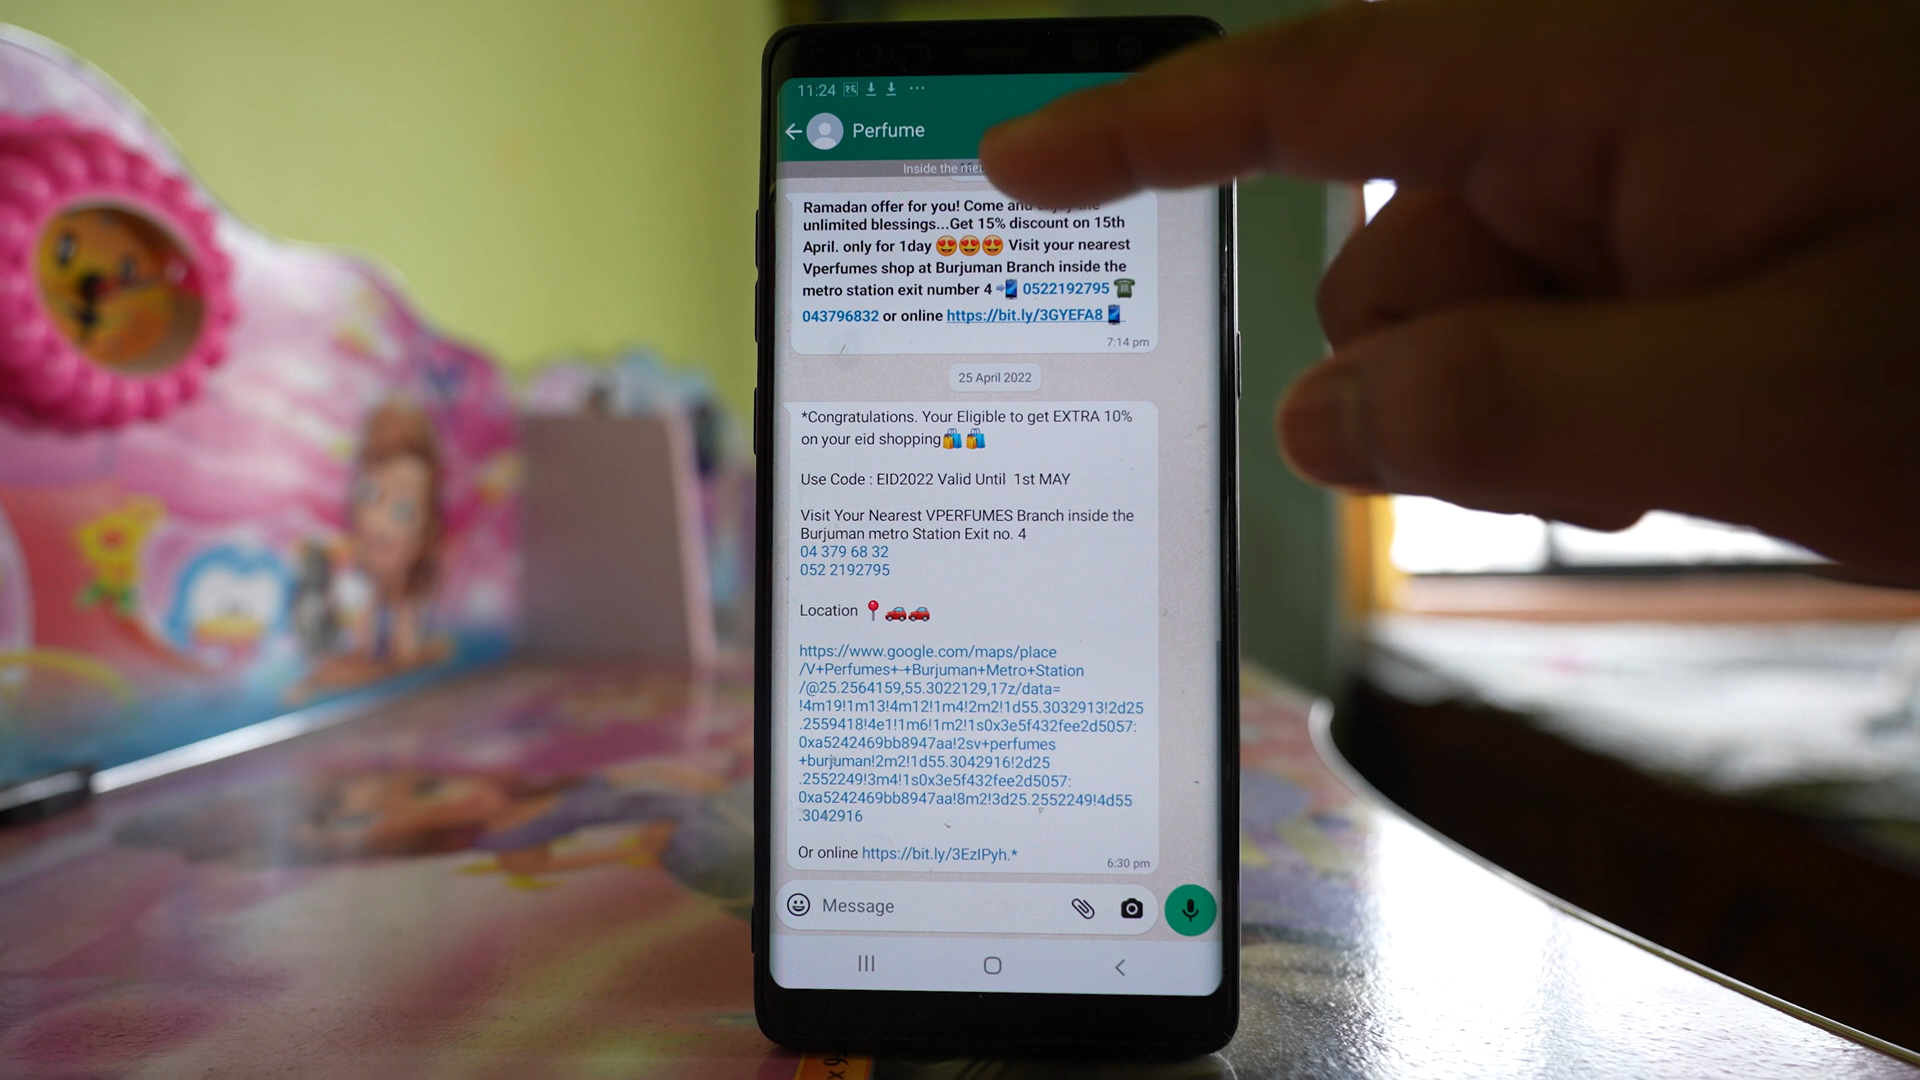 11:24
Perfume
Inside the
Ramadan offer for you! Come and enjoy the
unlimited blessings...Get 15% discount on 15th
April. only for 1day 😍😍😍 Visit your nearest
Vperfumes shop at Burjuman Branch inside the
metro station exit number 4 📲 0522192795 ☎
043796832 or online https://bit.ly/3GYEFA8📱
7:14 pm
25 April 2022
*Congratulations. Your Eligible to get EXTRA 10%
on your eid shopping🛍️ 🛍️
Use Code : EID2022 Valid Until 1st MAY
Visit Your Nearest VPERFUMES Branch inside the
Burjuman metro Station Exit no. 4
04 379 68 32
052 2192795
Location 📍🚗🚗
https://www.google.com/maps/place
/V+Perfumes+-+Burjuman+Metro+Station
/@25.2564159,55.3022129,17z/data=
!4m19!1m13!4m12!1m4!2m2!1d55.3032913!2d25
.2559418!4e1!1m6!1m2!1s0x3e5f432fee2d5057:
0xa5242469bb8947aa!2sv+perfumes
+burjuman!2m2!1d55.3042916!2d25
.2552249!3m4!1s0x3e5f432fee2d5057:
0xa5242469bb8947aa!8m2!3d25.2552249!4d55
.3042916
Or online https://bit.ly/3EzIPyh.*
6:30 pm
Message